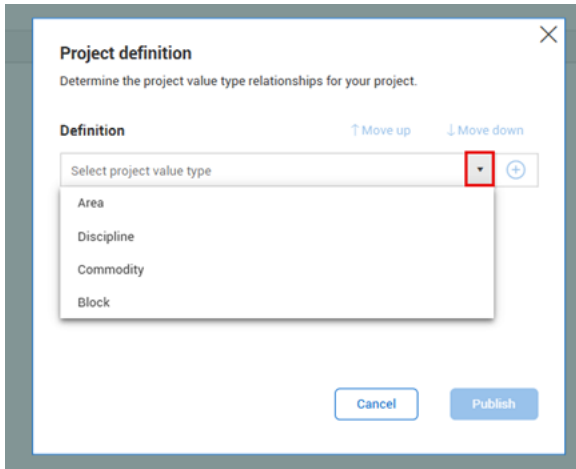 Project definition
Determine the project value type relationships for your project.
Definition
↑ Move up
↓ Move down
Select project value type
Area
Discipline
Commodity
Block
Cancel
Publish